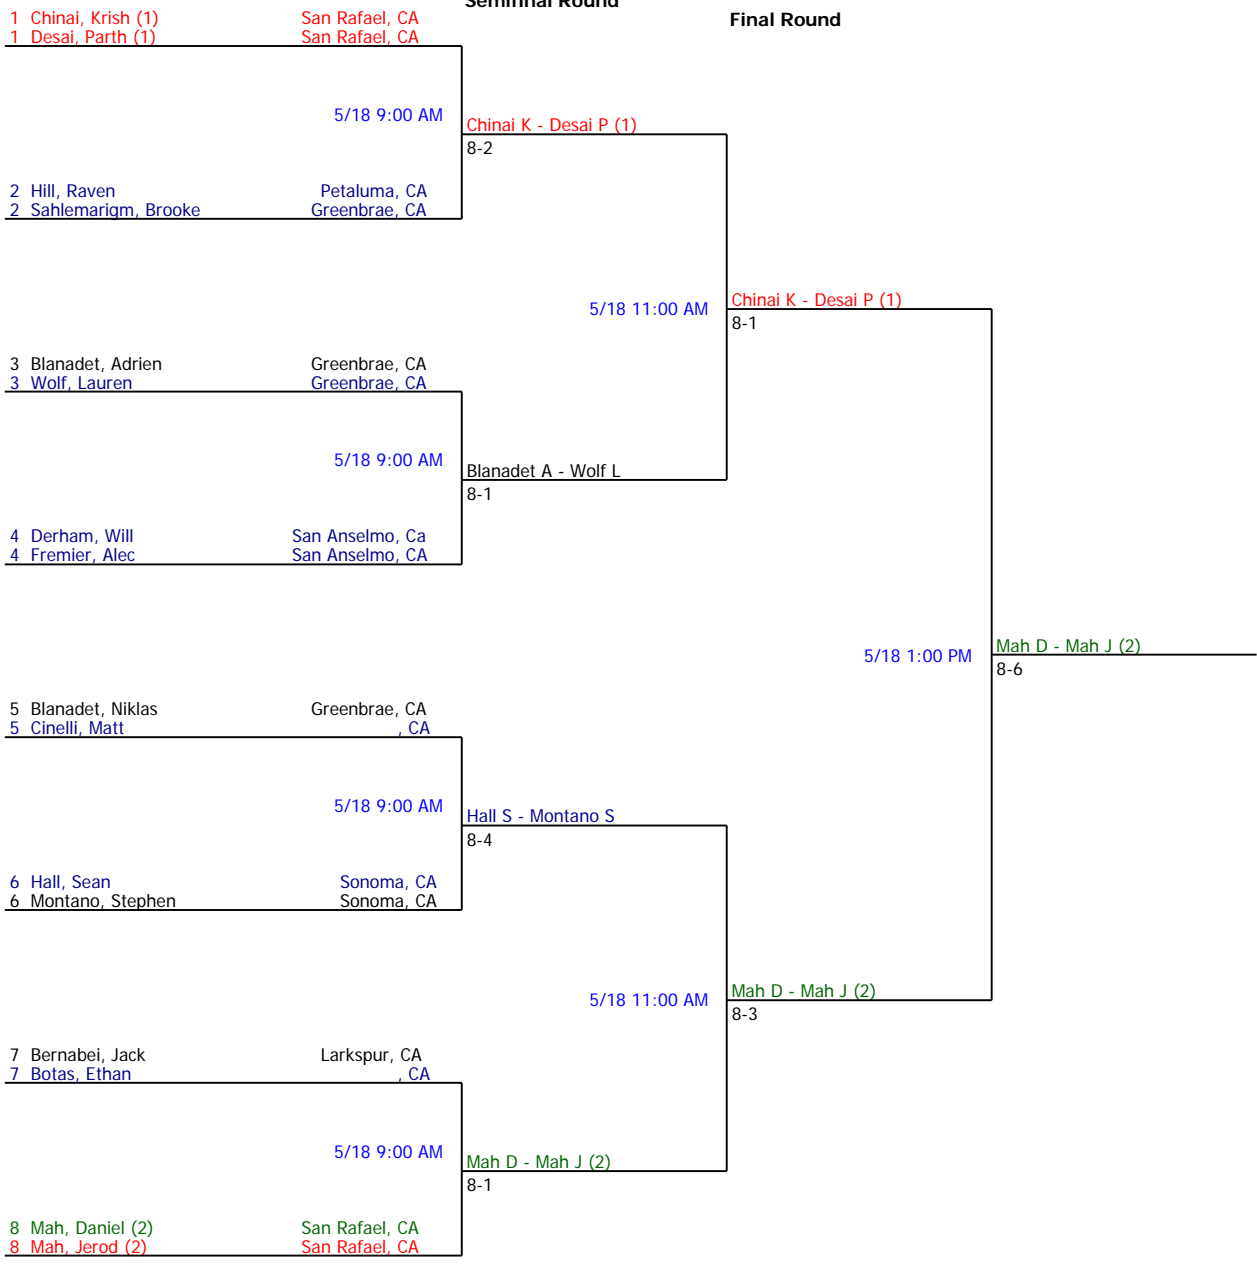 Semifinal Round
Final Round
1 Chinai, Krish (1) San Rafael, CA
1 Desai, Parth (1) San Rafael, CA
5/18 9:00 AM
Chinai K - Desai P (1)
8-2
2 Hill, Raven Petaluma, CA
2 Sahlemarigm, Brooke Greenbrae, CA
5/18 11:00 AM
Chinai K - Desai P (1)
8-1
3 Blanadet, Adrien Greenbrae, CA
3 Wolf, Lauren Greenbrae, CA
5/18 9:00 AM
Blanadet A - Wolf L
8-1
4 Derham, Will San Anselmo, Ca
4 Fremier, Alec San Anselmo, CA
5/18 1:00 PM
Mah D - Mah J (2)
8-6
5 Blanadet, Niklas Greenbrae, CA
5 Cinelli, Matt , CA
5/18 9:00 AM
Hall S - Montano S
8-4
6 Hall, Sean Sonoma, CA
6 Montano, Stephen Sonoma, CA
5/18 11:00 AM
Mah D - Mah J (2)
8-3
7 Bernabei, Jack Larkspur, CA
7 Botas, Ethan , CA
5/18 9:00 AM
Mah D - Mah J (2)
8-1
8 Mah, Daniel (2) San Rafael, CA
8 Mah, Jerod (2) San Rafael, CA